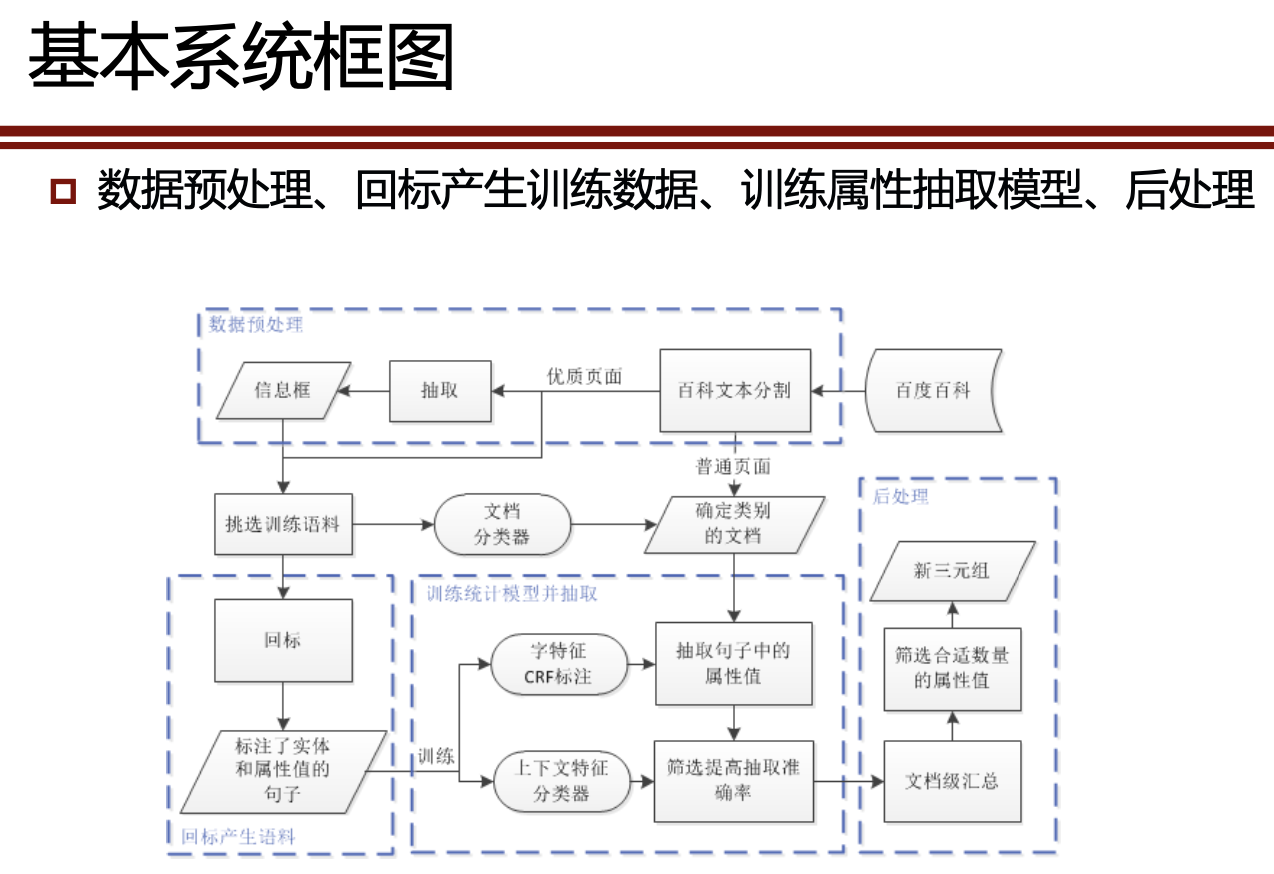 基本系统框图
数据预处理、回标产生训练数据、训练属性抽取模型、后处理
数据预处理
信息框
抽取
优质页面
百科文本分割
百度百科
普通页面
挑选训练语料
文档
分类器
确定类别
的文档
后处理
新三元组
筛选合适数量
的属性值
文档级汇总
回标
标注了实体
和属性值的
句子
回标产生语料
训练统计模型并抽取
训练
字特征
CRF标注
抽取句子中的
属性值
上下文特征
分类器
筛选提高抽取准
确率